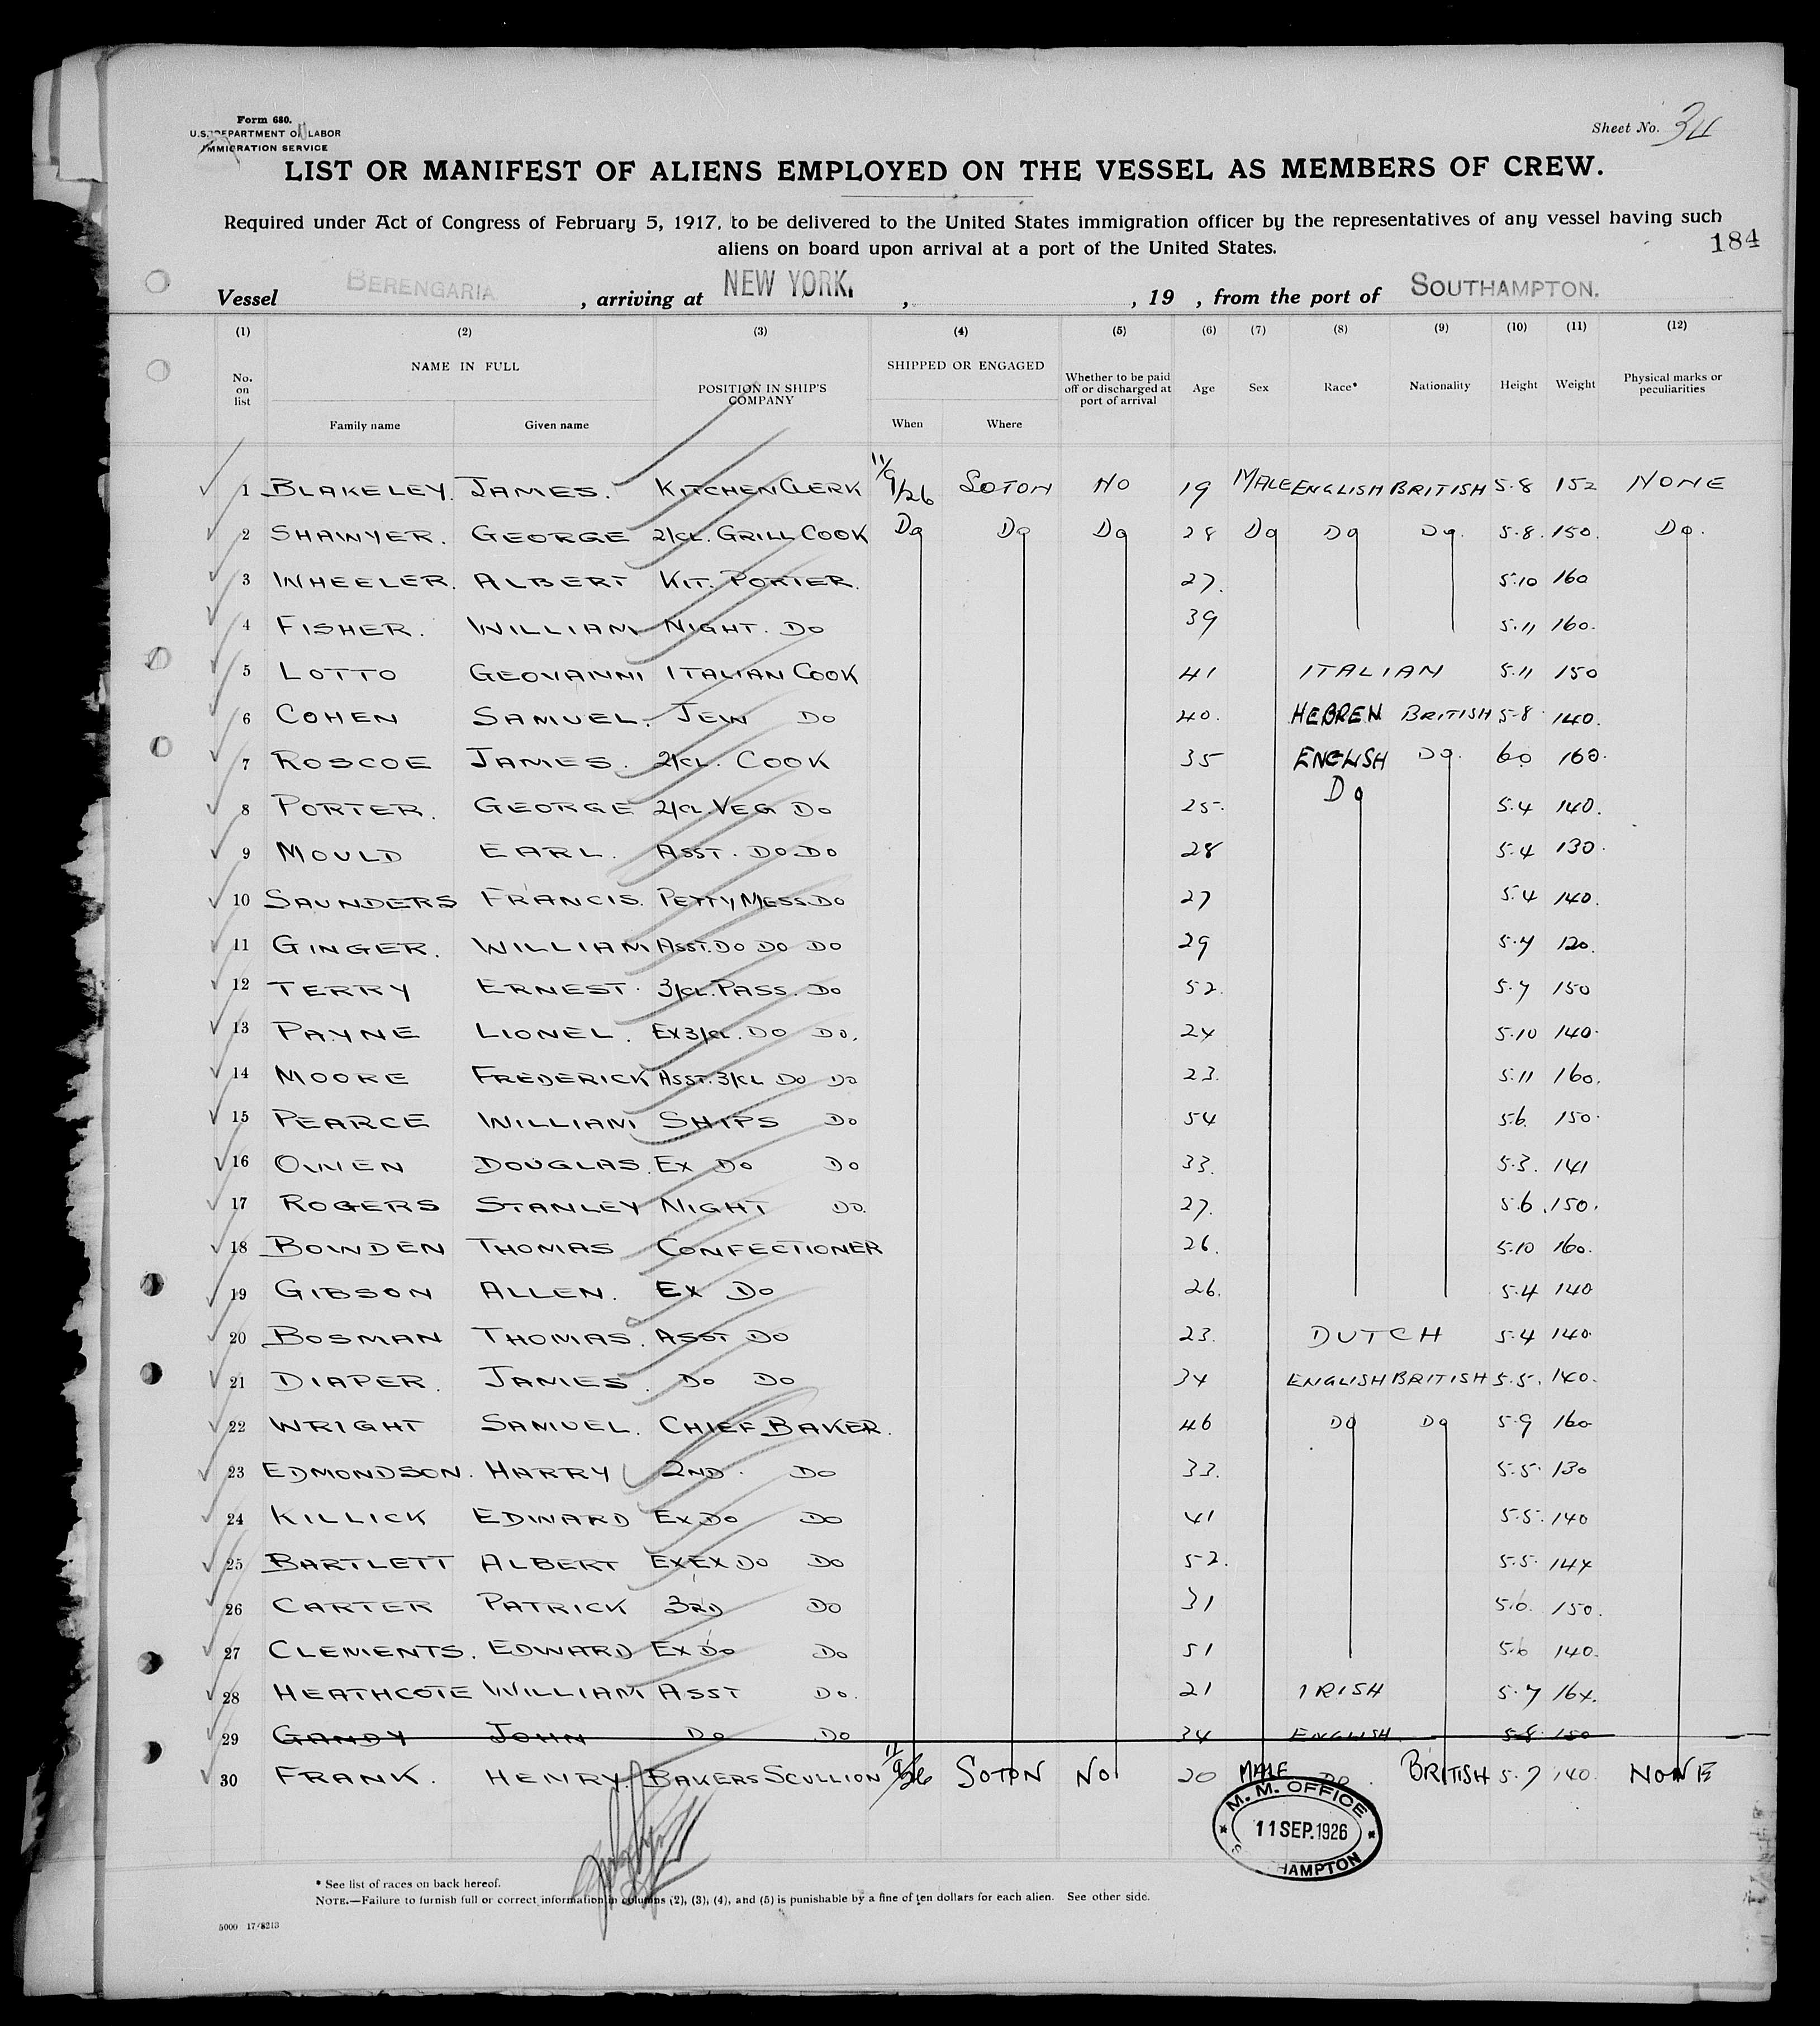 Form 680.
U.S. DEPARTMENT OF LABOR
IMMIGRATION SERVICE
Sheet No. 34
LIST OR MANIFEST OF ALIENS EMPLOYED ON THE VESSEL AS MEMBERS OF CREW.
Required under Act of Congress of February 5, 1917, to be delivered to the United States immigration officer by the representatives of any vessel having such
aliens on board upon arrival at a port of the United States.
184
Vessel BERENGARIA, arriving at NEW YORK., , 19 , from the port of SOUTHAMPTON.
(1) (2) (3) (4) (5) (6) (7) (8) (9) (10) (11) (12)
No. on list NAME IN FULL Family name Given name POSITION IN SHIP'S COMPANY SHIPPED OR ENGAGED When Where Whether to be paid off or discharged at port of arrival Age Sex Race* Nationality Height Weight Physical marks or peculiarities
1 BLAKELEY. JAMES. KITCHEN CLERK 11/9/26 SOTON NO 19 MALE ENGLISH BRITISH 5.8 152 NONE
2 SHAWYER. GEORGE 2/CL. GRILL COOK Do Do Do 28 Do Do Do. 5.8. 150. Do.
3 WHEELER. ALBERT KIT. PORTER. 27. 5.10 160
4 FISHER. WILLIAM NIGHT. Do 39 5.11 160.
5 LOTTO GEOVANNI ITALIAN COOK 41 ITALIAN 5.11 150
6 COHEN SAMUEL. JEW Do 40. HEBREW BRITISH 5.8 140.
7 ROSCOE JAMES. 2/CL. COOK 35 ENGLISH Do. 6o 160.
8 PORTER. GEORGE 2/CL. VEG Do 25. Do 5.4 140.
9 MOULD EARL. ASST. Do Do 28 5.4 130.
10 SAUNDERS FRANCIS. PETTY MESS. Do 27 5.4 140.
11 GINGER. WILLIAM ASST. Do Do Do 29 5.4 120.
12 TERRY ERNEST. 3/CL. PASS. Do 52. 5.7 150
13 PAYNE LIONEL. EX 3/CL. Do Do. 24 5.10 140.
14 MOORE FREDERICK ASST. 3/CL Do Do 23. 5.11 160.
15 PEARCE WILLIAM SHIPS Do 54 5.6. 150.
16 OWEN DOUGLAS. EX Do Do 33. 5.3. 141
17 ROGERS STANLEY NIGHT Do. 27. 5.6. 150.
18 BOWDEN THOMAS CONFECTIONER 26. 5.10 160.
19 GIBSON ALLEN. EX Do 26. 5.4 140
20 BOSMAN THOMAS. ASST Do 23. DUTCH 5.4 140.
21 DIAPER. JAMES. Do Do 34 ENGLISH BRITISH 5.5. 140.
22 WRIGHT SAMUEL. CHIEF BAKER. 46 Do Do 5.9 160
23 EDMONDSON. HARRY 2ND. Do 33. 5.5. 130
24 KILLICK EDWARD EX Do Do 41 5.5. 140
25 BARTLETT ALBERT EX EX Do Do 52. 5.5. 144
26 CARTER PATRICK 3RD Do 31 5.6. 150.
27 CLEMENTS. EDWARD EX Do Do 51 5.6 140.
28 HEATHCOTE WILLIAM ASST Do. 21 IRISH 5.7 164.
29 GANDY JOHN Do Do 34 ENGLISH. 5.8. 150
30 FRANK. HENRY. BAKERS SCULLION 11/9/26 SOTON NO 20 MALE DO. BRITISH 5.7 140. NONE
M. M. OFFICE
11 SEP. 1926
HAMPTON
* See list of races on back hereof.
NOTE.—Failure to furnish full or correct information in columns (2), (3), (4), and (5) is punishable by a fine of ten dollars for each alien. See other side.
5000 17/8213